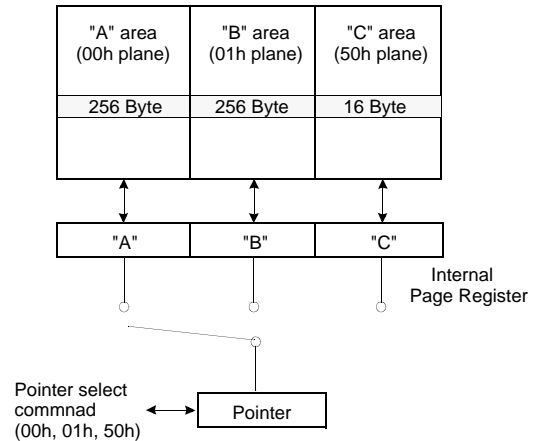 "A" area
(00h plane)
"B" area
(01h plane)
"C" area
(50h plane)
256 Byte
256 Byte
16 Byte
"A"
"B"
"C"
Internal
Page Register
Pointer select
commnad
(00h, 01h, 50h)
Pointer